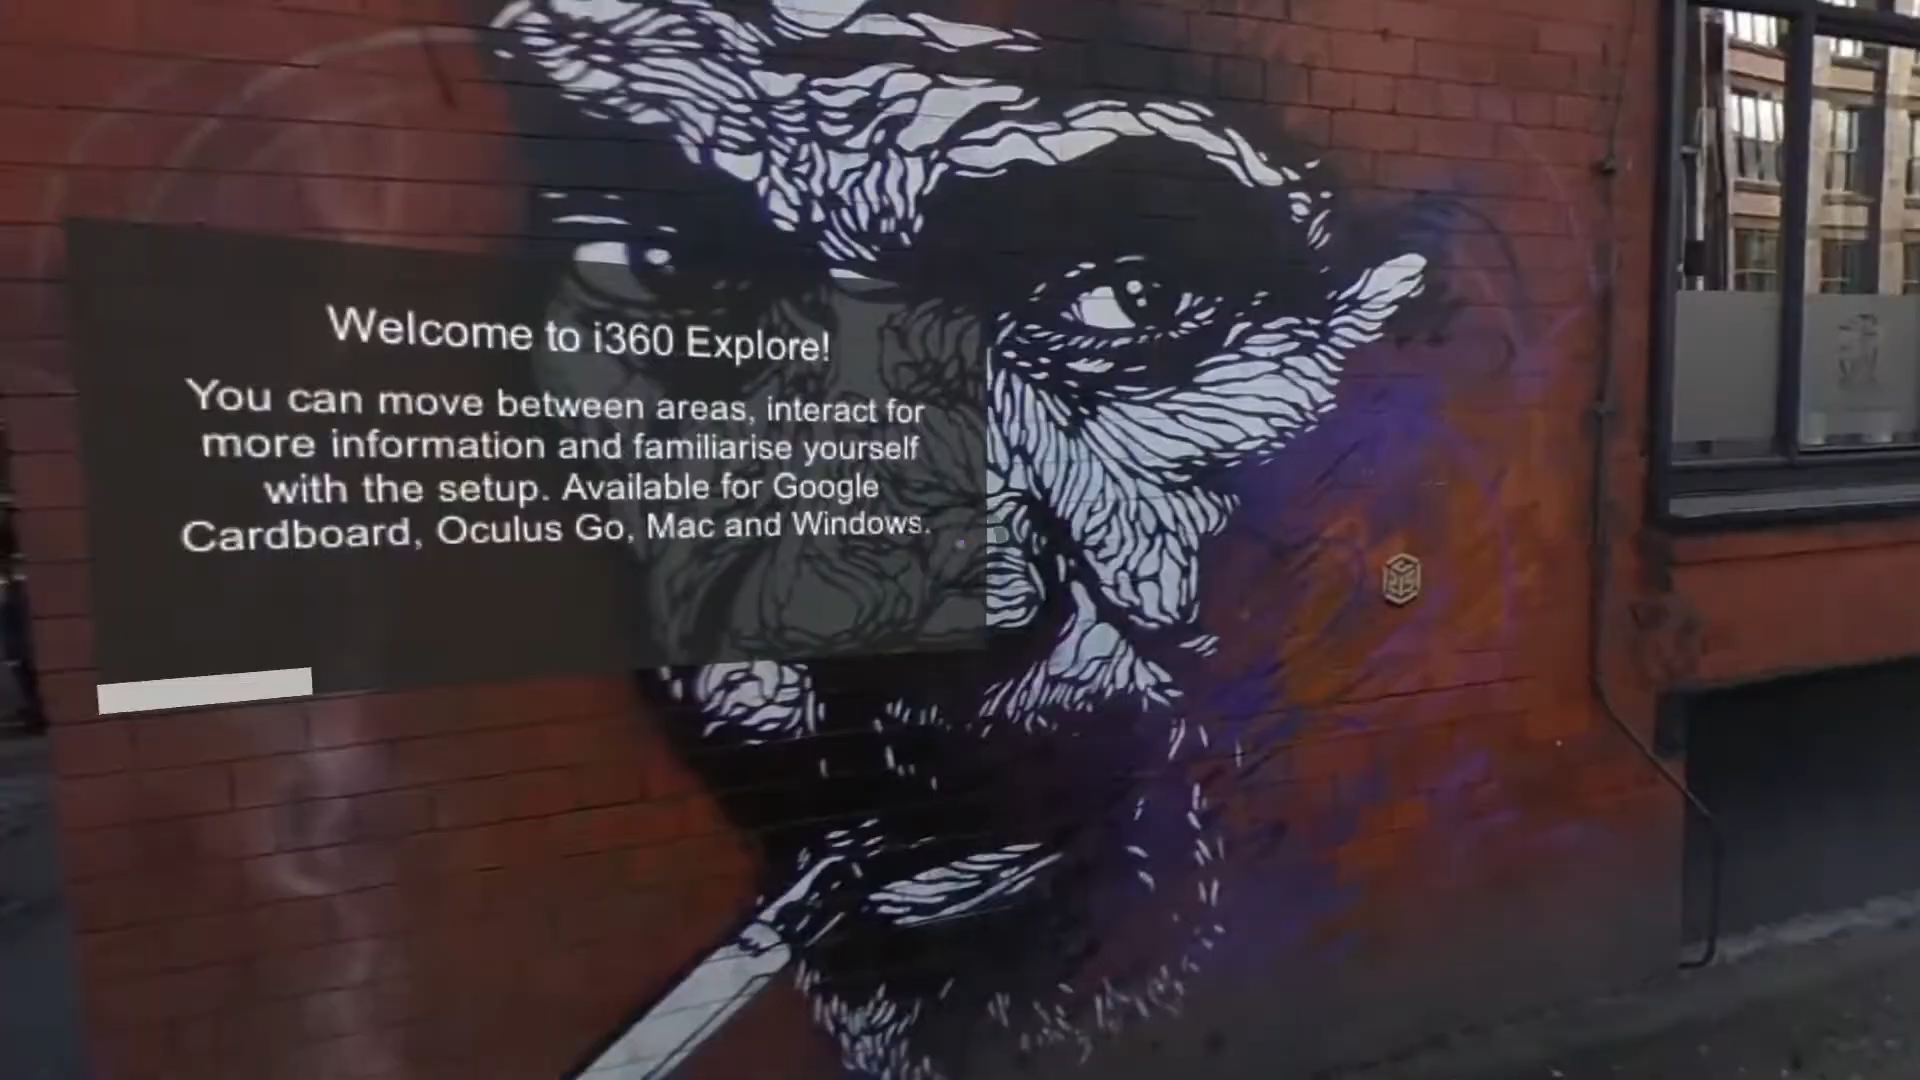 Welcome to i360 Explore!
You can move between areas, interact for
more information and familiarise yourself
with the setup. Available for Google
Cardboard, Oculus Go, Mac and Windows.
C215